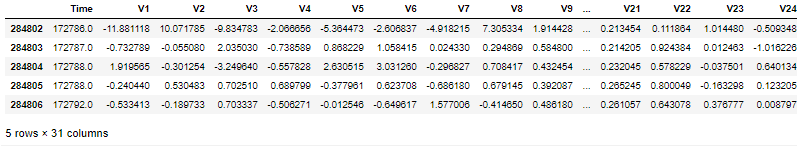 Time V1 V2 V3 V4 V5 V6 V7 V8 V9 ... V21 V22 V23 V24
284802 172786.0 -11.881118 10.071785 -9.834783 -2.066656 -5.364473 -2.606837 -4.918215 7.305334 1.914428 ... 0.213454 0.111864 1.014480 -0.509348
284803 172787.0 -0.732789 -0.055080 2.035030 -0.738589 0.868229 1.058415 0.024330 0.294869 0.584800 ... 0.214205 0.924384 0.012463 -1.016226
284804 172788.0 1.919565 -0.301254 -3.249640 -0.557828 2.630515 3.031260 -0.296827 0.708417 0.432454 ... 0.232045 0.578229 -0.037501 0.640134
284805 172788.0 -0.240440 0.530483 0.702510 0.689799 -0.377961 0.623708 -0.686180 0.679145 0.392087 ... 0.265245 0.800049 -0.163298 0.123205
284806 172792.0 -0.533413 -0.189733 0.703337 -0.506271 -0.012546 -0.649617 1.577006 -0.414650 0.486180 ... 0.261057 0.643078 0.376777 0.008797
5 rows × 31 columns